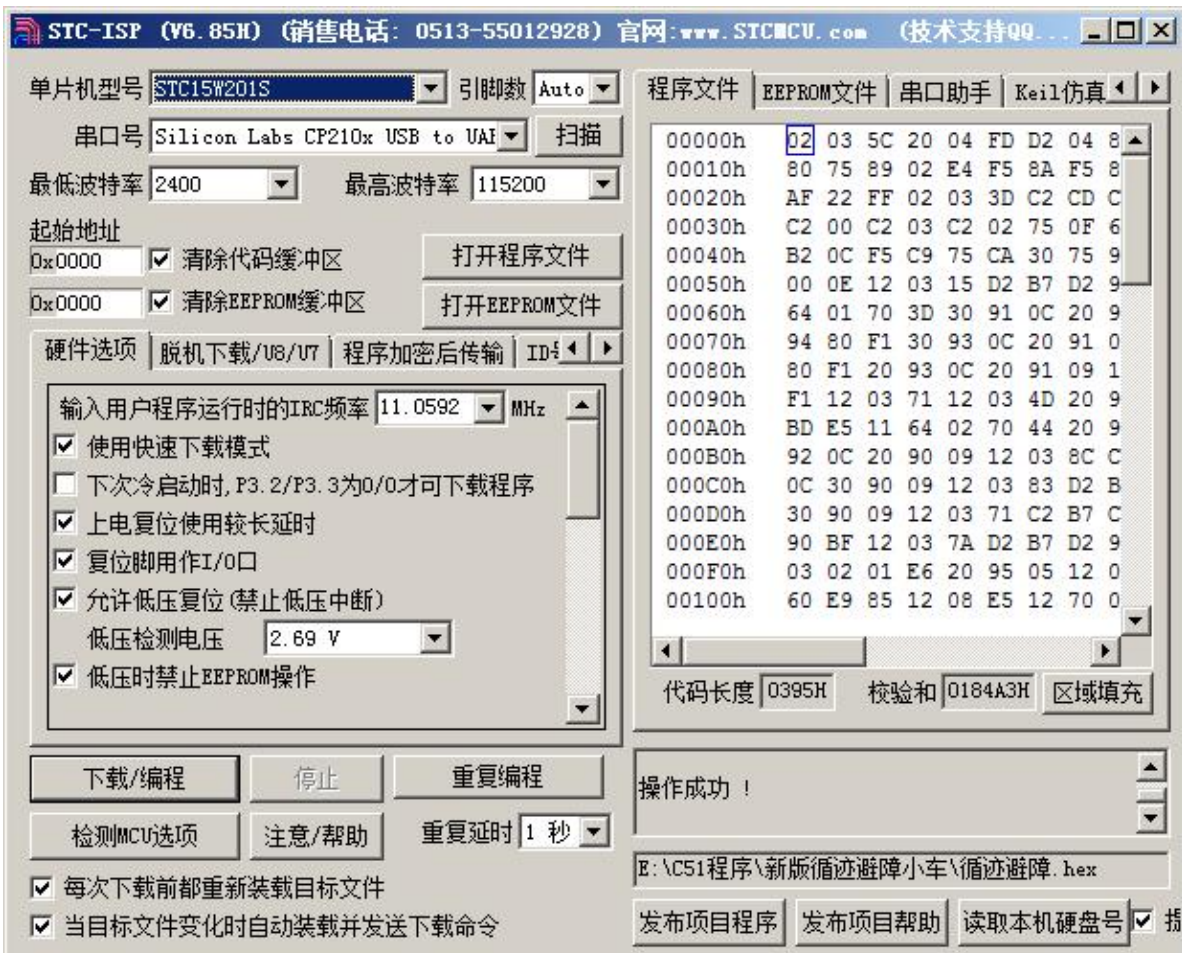 STC-ISP (V6.85H) (销售电话: 0513-55012928) 官网:www.STCMCU.com (技术支持QQ...
单片机型号 STC15W201S 引脚数 Auto
串口号 Silicon Labs CP210x USB to UAR 扫描
最低波特率 2400 最高波特率 115200
起始地址
0x0000 清除代码缓冲区 打开程序文件
0x0000 清除EEPROM缓冲区 打开EEPROM文件
硬件选项 脱机下载/U8/U7 程序加密后传输 ID号
输入用户程序运行时的IRC频率 11.0592 MHz
使用快速下载模式
下次冷启动时,P3.2/P3.3为0/0才可下载程序
上电复位使用较长延时
复位脚用作I/O口
允许低压复位(禁止低压中断)
低压检测电压 2.69 V
低压时禁止EEPROM操作
下载/编程 停止 重复编程
检测MCU选项 注意/帮助 重复延时 1 秒
每次下载前都重新装载目标文件
当目标文件变化时自动装载并发送下载命令
程序文件 EEPROM文件 串口助手 Keil仿真
00000h 02 03 5C 20 04 FD D2 04 8
00010h 80 75 89 02 E4 F5 8A F5 8
00020h AF 22 FF 02 03 3D C2 CD C
00030h C2 00 C2 03 C2 02 75 0F 6
00040h B2 0C F5 C9 75 CA 30 75 9
00050h 00 0E 12 03 15 D2 B7 D2 9
00060h 64 01 70 3D 30 91 0C 20 9
00070h 94 80 F1 30 93 0C 20 91 0
00080h 80 F1 20 93 0C 20 91 09 1
00090h F1 12 03 71 12 03 4D 20 9
000A0h BD E5 11 64 02 70 44 20 9
000B0h 92 0C 20 90 09 12 03 8C C
000C0h 0C 30 90 09 12 03 83 D2 B
000D0h 30 90 09 12 03 71 C2 B7 C
000E0h 90 BF 12 03 7A D2 B7 D2 9
000F0h 03 02 01 E6 20 95 05 12 0
00100h 60 E9 85 12 08 E5 12 70 0
代码长度 0395H 校验和 0184A3H 区域填充
操作成功 !
E:\C51程序\新版循迹避障小车\循迹避障.hex
发布项目程序 发布项目帮助 读取本机硬盘号